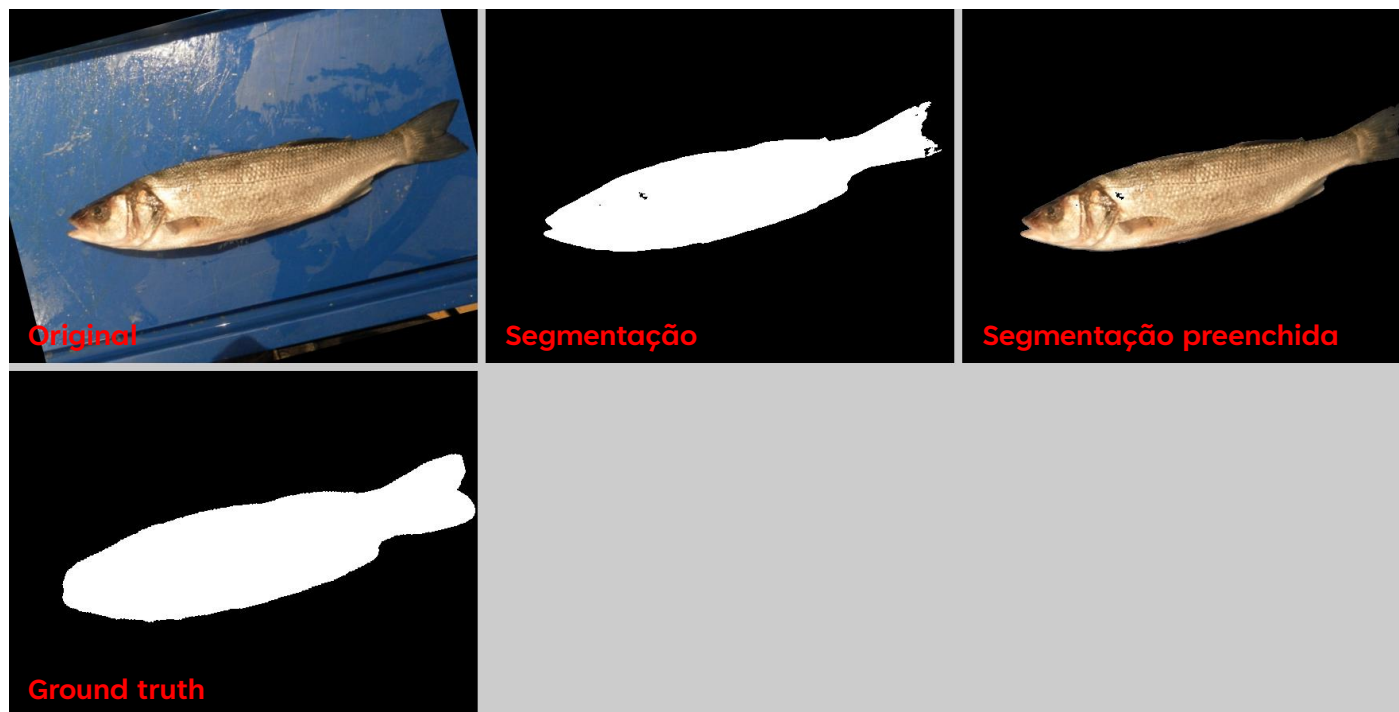 Original
Segmentação
Segmentação preenchida
Ground truth